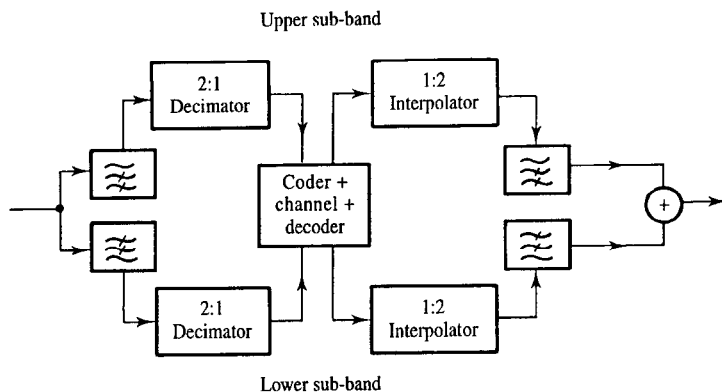 Upper sub-band
2:1
Decimator
1:2
Interpolator
Coder +
channel +
decoder
+
2:1
Decimator
1:2
Interpolator
Lower sub-band